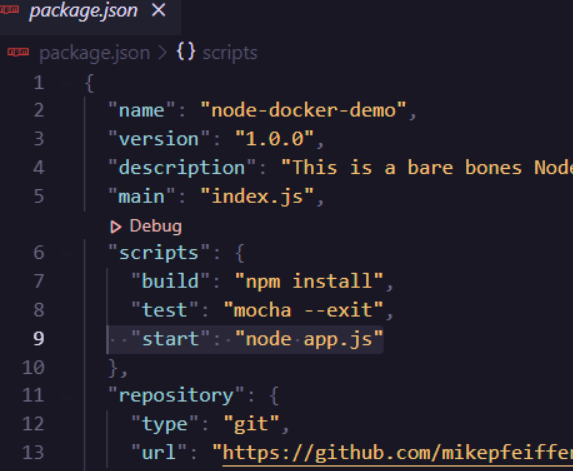 package.json ×
package.json > {} scripts
1 {
2 "name": "node-docker-demo",
3 "version": "1.0.0",
4 "description": "This is a bare bones Node
5 "main": "index.js",
Debug
6 "scripts": {
7 "build": "npm install",
8 "test": "mocha --exit",
9 "start": "node app.js"
10 },
11 "repository": {
12 "type": "git",
13 "url": "https://github.com/mikepfeiffer